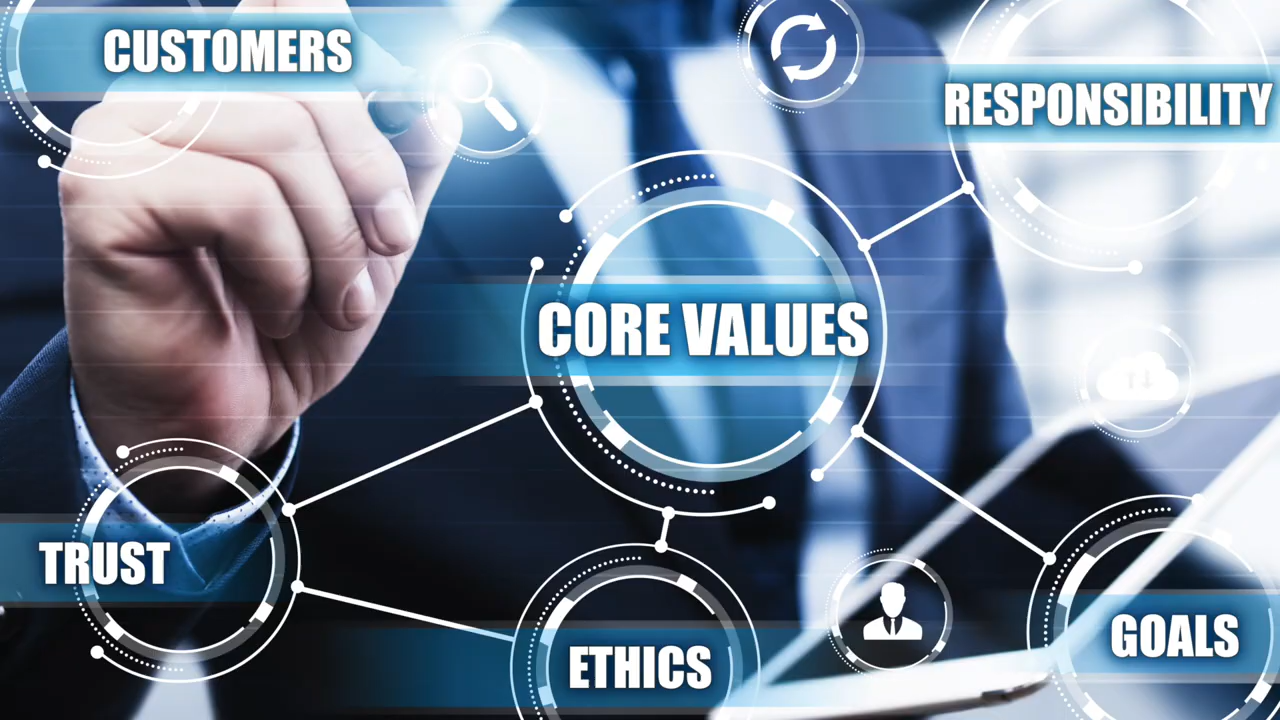 CUSTOMERS
RESPONSIBILITY
CORE VALUES
TRUST
ETHICS
GOALS